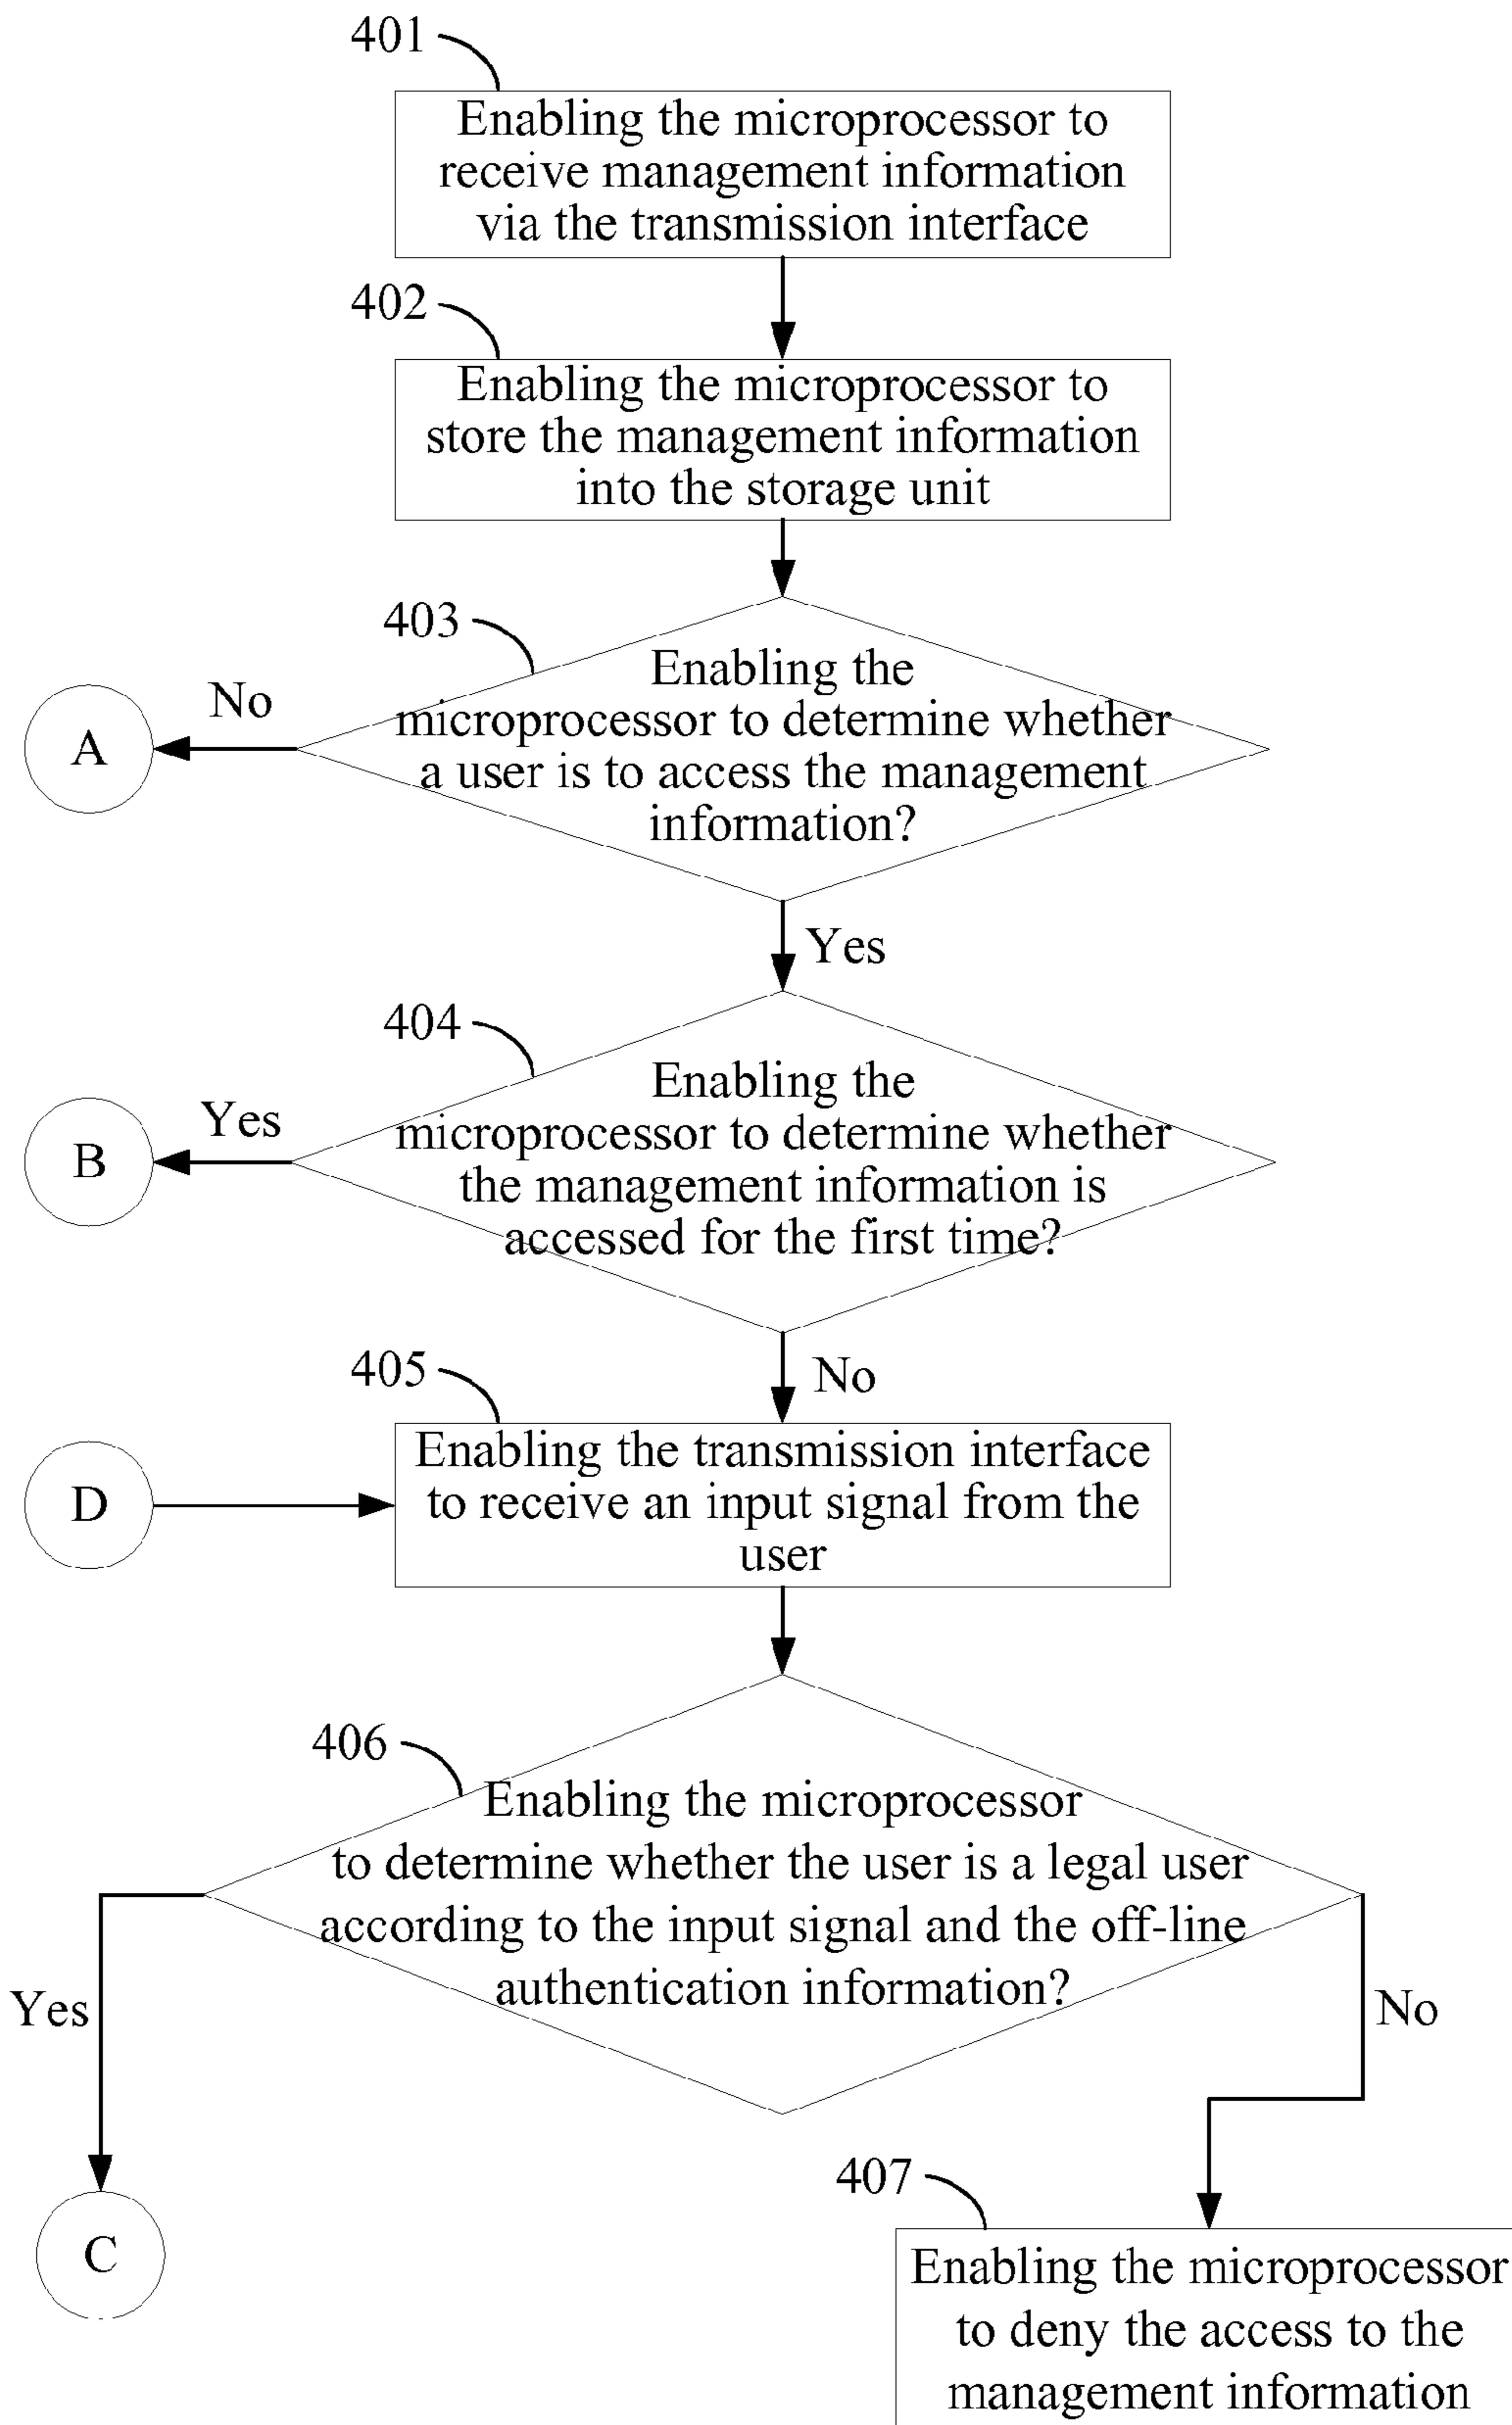 401
Enabling the microprocessor to
receive management information
via the transmission interface
402
Enabling the microprocessor to
store the management information
into the storage unit
403
Enabling the
microprocessor to determine whether
a user is to access the management
information?
No
A
Yes
404
Enabling the
microprocessor to determine whether
the management information is
accessed for the first time?
Yes
B
No
405
Enabling the transmission interface
to receive an input signal from the
user
D
406
Enabling the microprocessor
to determine whether the user is a legal user
according to the input signal and the off-line
authentication information?
Yes
No
C
407
Enabling the microprocessor
to deny the access to the
management information